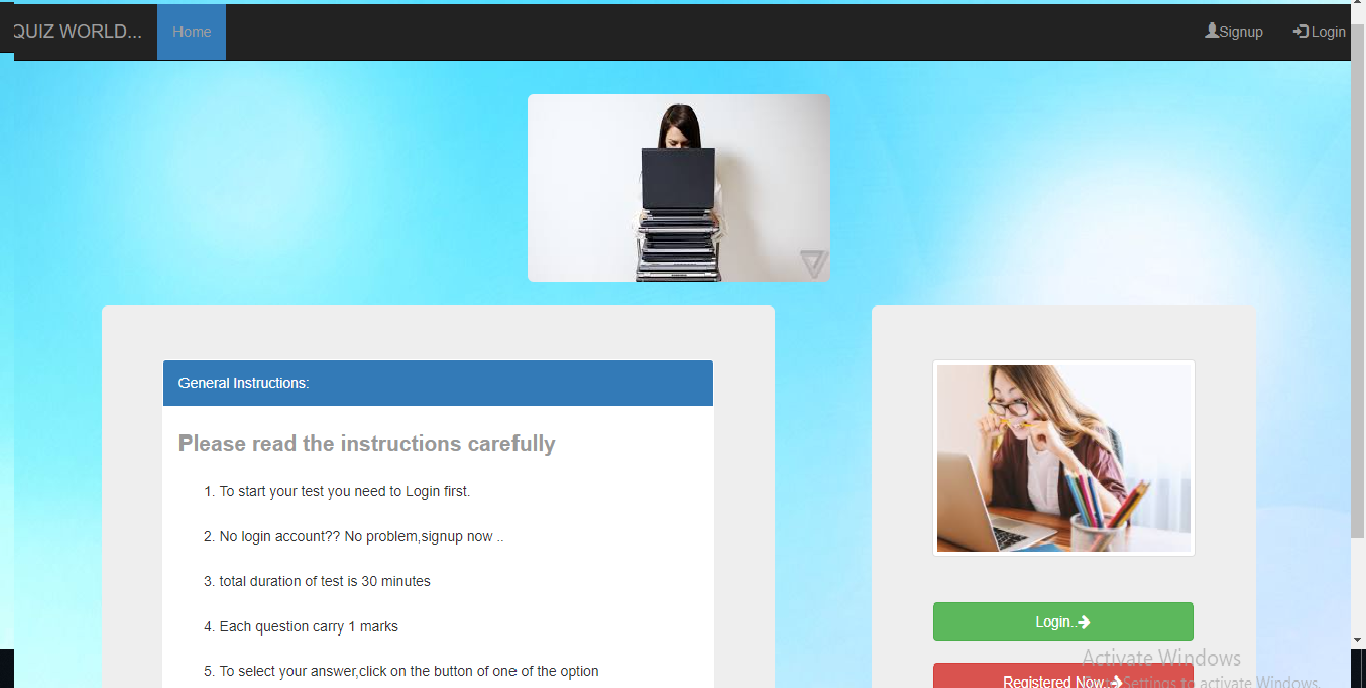 QUIZ WORLD... Home Signup Login
General Instructions:
Please read the instructions carefully
1. To start your test you need to Login first.
2. No login account?? No problem,signup now ..
3. total duration of test is 30 minutes
4. Each question carry 1 marks
5. To select your answer,click on the button of one of the option
Login..
Activate Windows
Registered Now..
Settings to activate Windows.